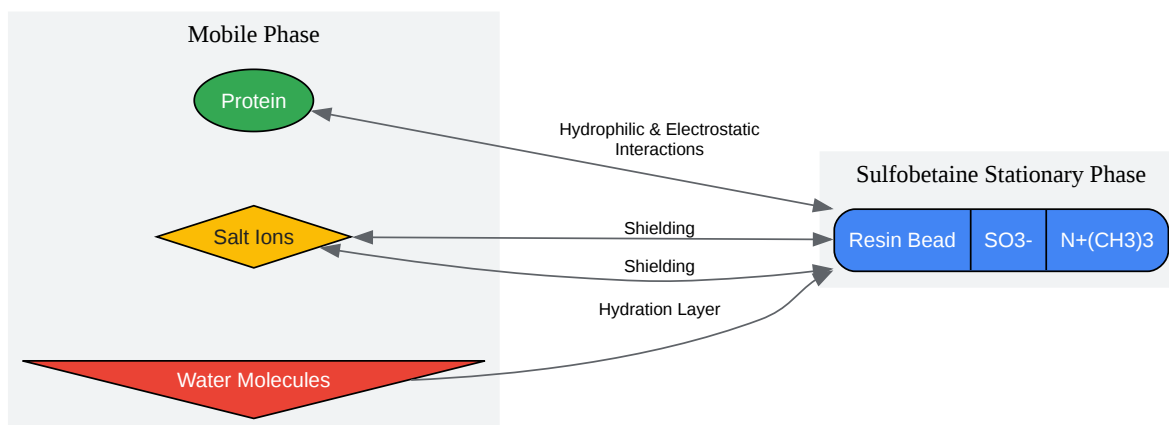 Mobile Phase
Protein
Hydrophilic & Electrostatic
Interactions
Sulfobetaine Stationary Phase
Salt Ions
Shielding
Resin Bead
SO3-
N+(CH3)3
Shielding
Hydration Layer
Water Molecules